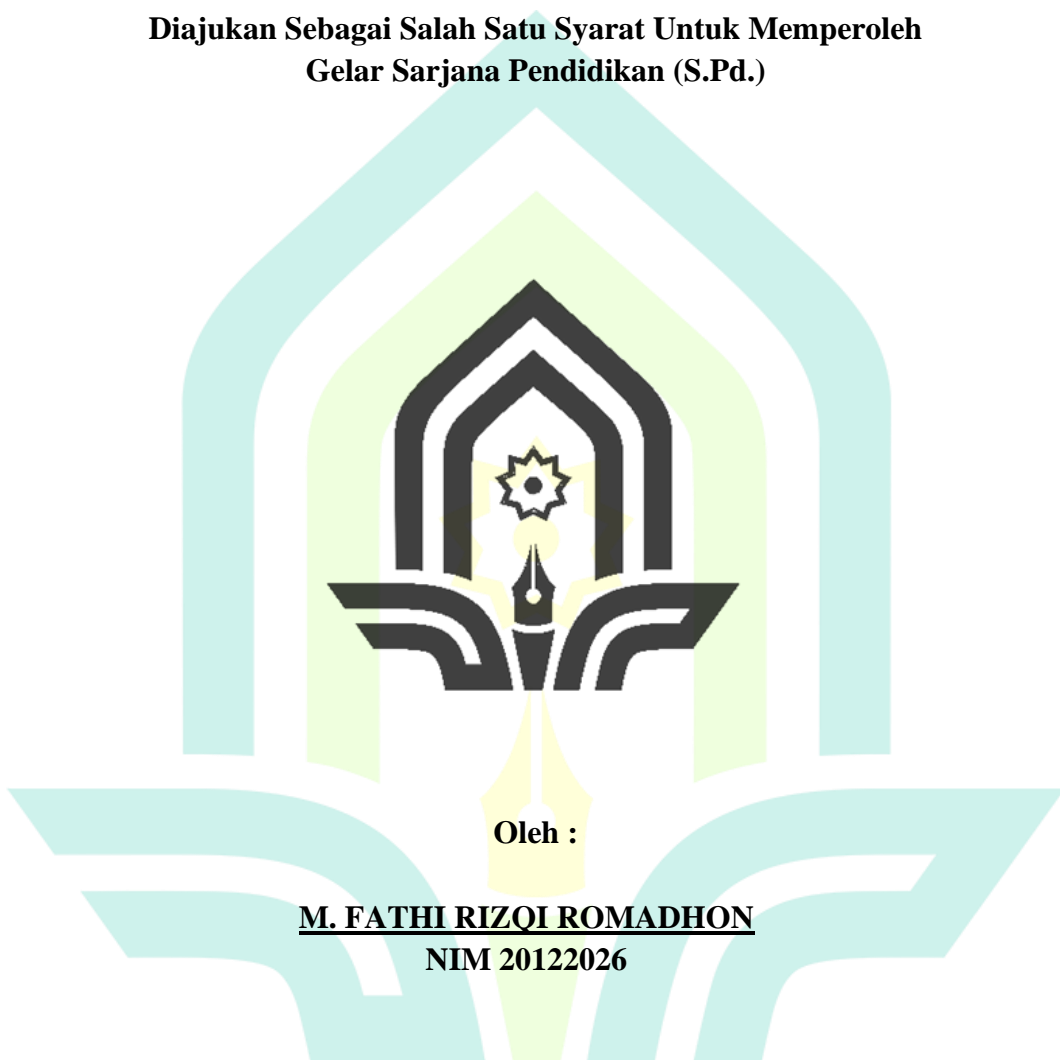 Diajukan Sebagai Salah Satu Syarat Untuk Memperoleh
Gelar Sarjana Pendidikan (S.Pd.)
Oleh :
M. FATHI RIZQI ROMADHON
NIM 20122026